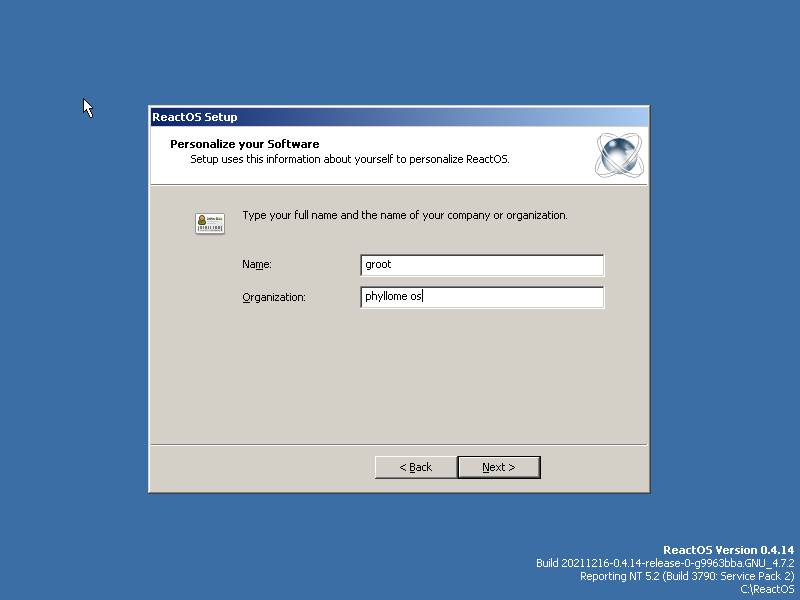 ReactOS Setup
Personalize your Software
Setup uses this information about yourself to personalize ReactOS.
Type your full name and the name of your company or organization.
Name:
groot
Organization:
phyllome os
< Back
Next >
ReactOS Version 0.4.14
Build 20211216-0.4.14-release-0-g9963bba.GNU_4.7.2
Reporting NT 5.2 (Build 3790: Service Pack 2)
C:\ReactOS